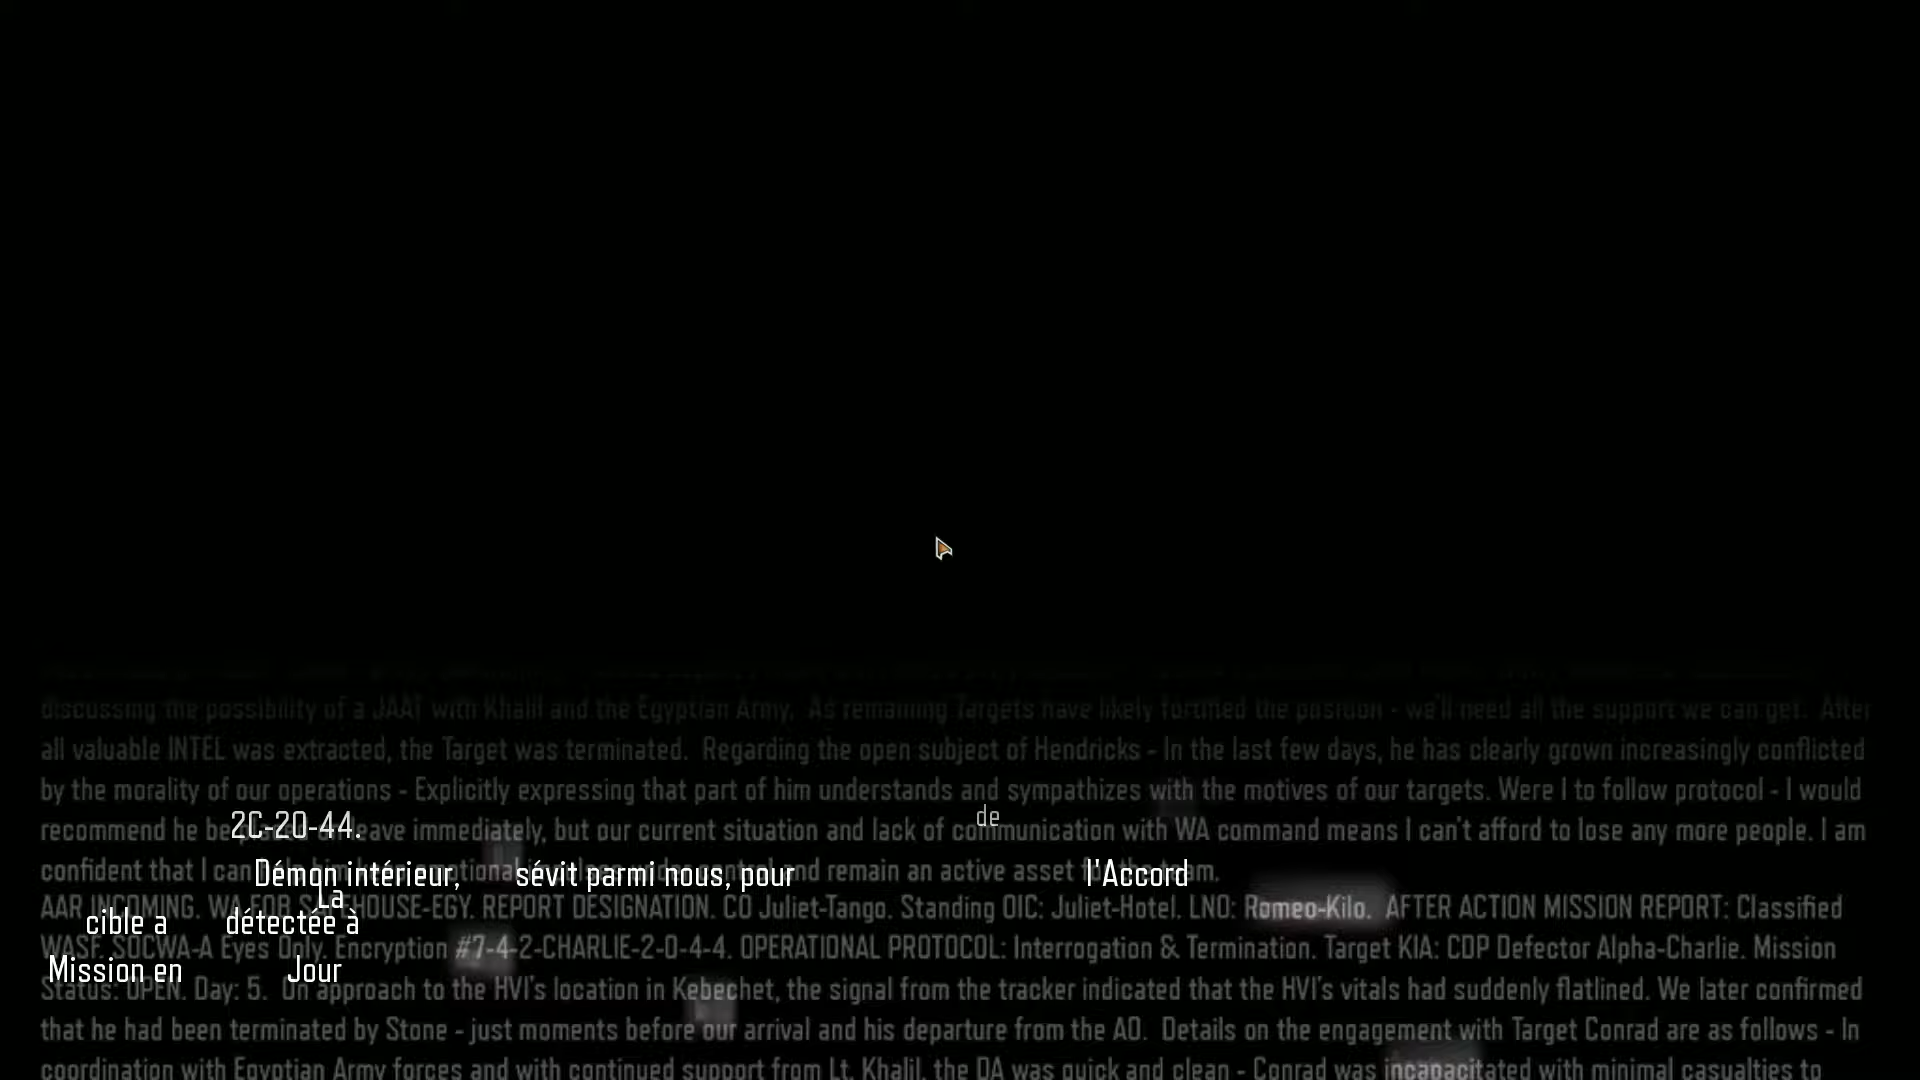 discussing the possibility of a JAAT with Khalil and the Egyptian Army. As remaining Targets have likely fortified the position - we'll need all the support we can get. After
all valuable INTEL was extracted, the Target was terminated. Regarding the open subject of Hendricks - In the last few days, he has clearly grown increasingly conflicted
by the morality of our operations - Explicitly expressing that part of him understands and sympathizes with the motives of our targets. Were I to follow protocol - I would
recommend he be leave immediately, but our current situation and lack of communication with WA command means I can't afford to lose any more people. I am
confident that I can and remain an active asset for the team.
2C-20-44.
de
Démon intérieur, sévit parmi nous, pour l'Accord
La
cible a détectée à
Mission en Jour
AAR INCOMING. WA FOB HOUSE-EGY. REPORT DESIGNATION. CO Juliet-Tango. Standing OIC: Juliet-Hotel. LNO: Romeo-Kilo. AFTER ACTION MISSION REPORT: Classified
WASF SOCWA-A Eyes Only. Encryption #7-4-2-CHARLIE-2-0-4-4. OPERATIONAL PROTOCOL: Interrogation & Termination. Target KIA: CDP Defector Alpha-Charlie. Mission
Status: OPEN. Day: 5. On approach to the HVI's location in Kebechet, the signal from the tracker indicated that the HVI's vitals had suddenly flatlined. We later confirmed
that he had been terminated by Stone - just moments before our arrival and his departure from the AO. Details on the engagement with Target Conrad are as follows - In
coordination with Egyptian Army forces and with continued support from Lt. Khalil, the DA was quick and clean - Conrad was incapacitated with minimal casualties to